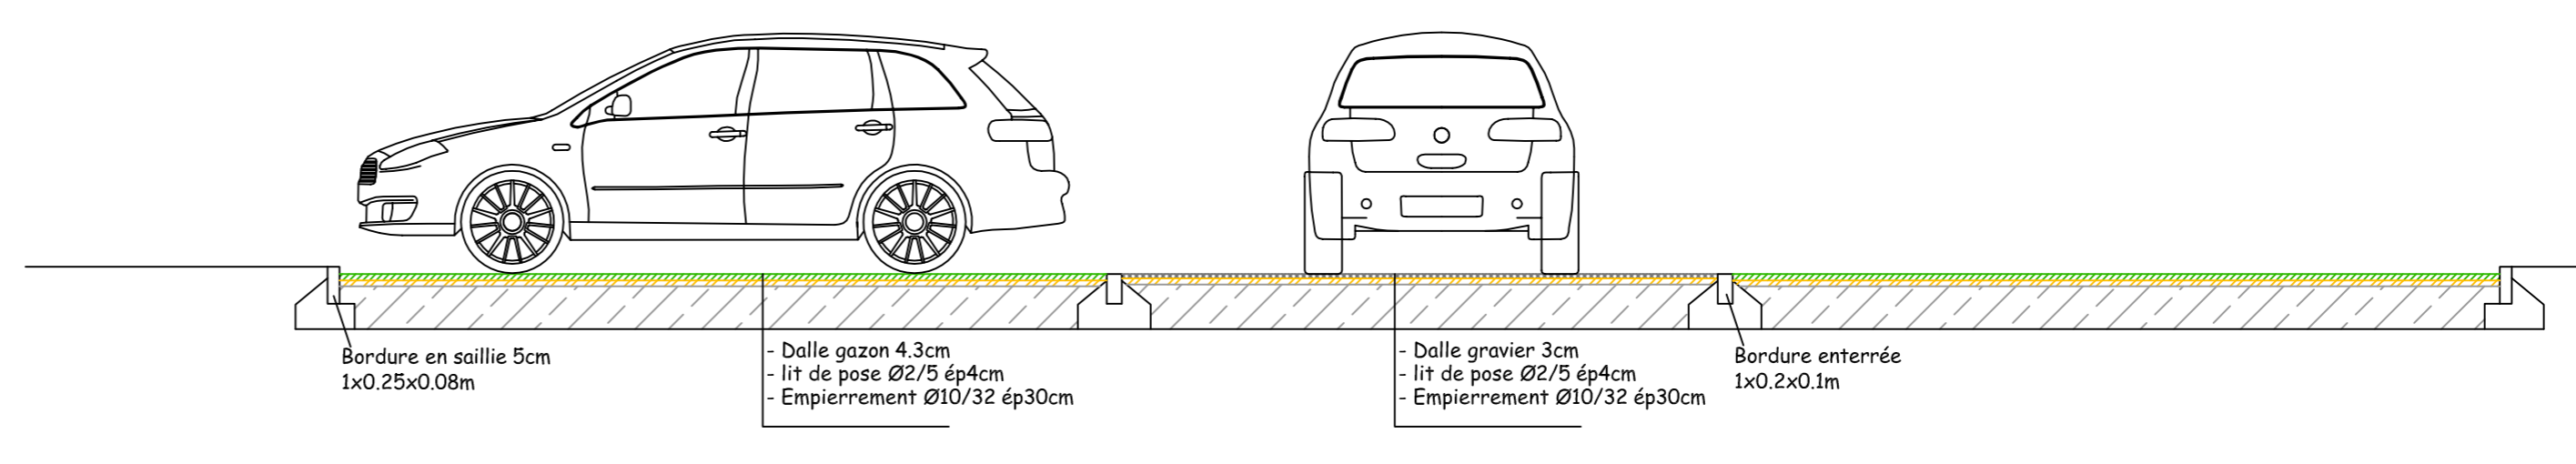 Bordure en saillie 5cm
1x0.25x0.08m
- Dalle gazon 4.3cm
- lit de pose Ø2/5 ép4cm
- Empierrement Ø10/32 ép30cm
- Dalle gravier 3cm
- lit de pose Ø2/5 ép4cm
- Empierrement Ø10/32 ép30cm
Bordure enterrée
1x0.2x0.1m